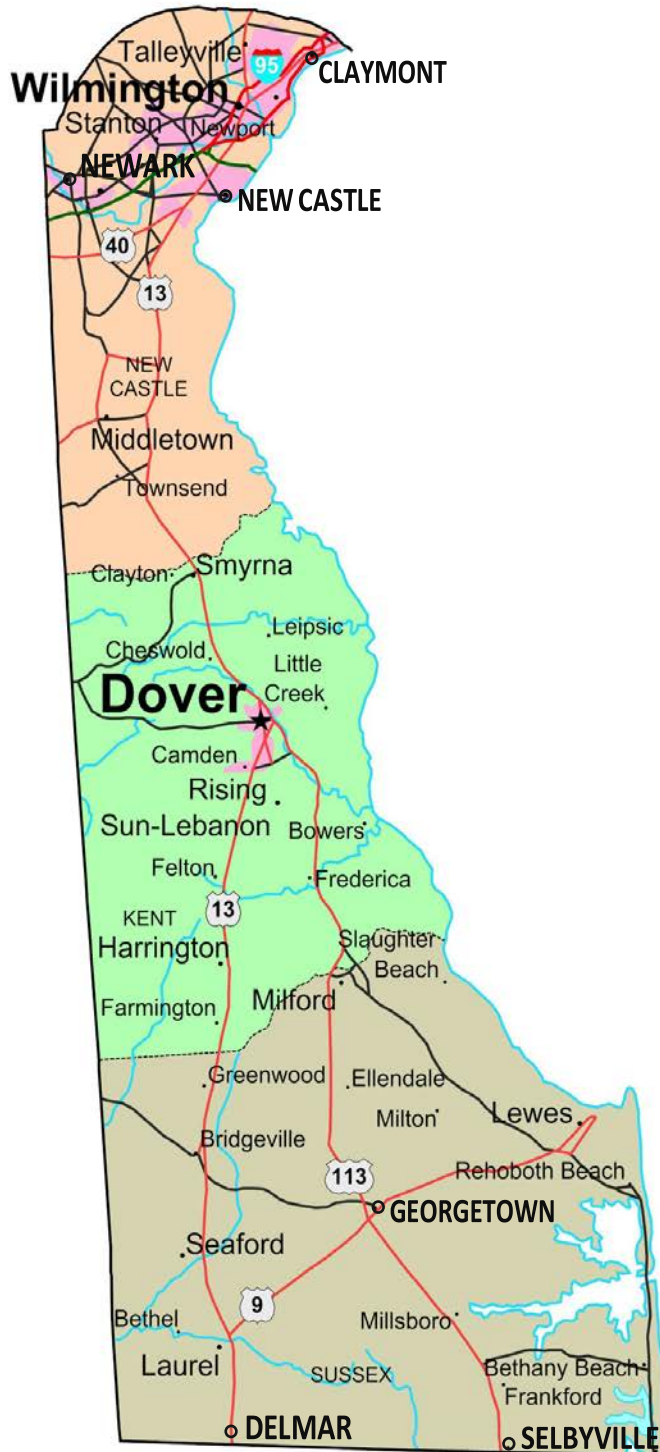 Talleyville
95
CLAYMONT
Wilmington
Stanton
Newport
NEWARK
NEW CASTLE
40
13
NEW
CASTLE
Middletown
Townsend
Smyrna
Clayton
Leipsic
Cheswold
Little
Creek
Dover
Camden
Rising
Sun-Lebanon
Bowers
Felton
Frederica
13
KENT
Harrington
Slaughter
Beach
Milford
Farmington
Greenwood
Ellendale
Milton
Lewes
Bridgeville
113
Rehoboth Beach
GEORGETOWN
Seaford
9
Bethel
Millsboro
Laurel
SUSSEX
Bethany Beach
Frankford
DELMAR
SELBYVILLE